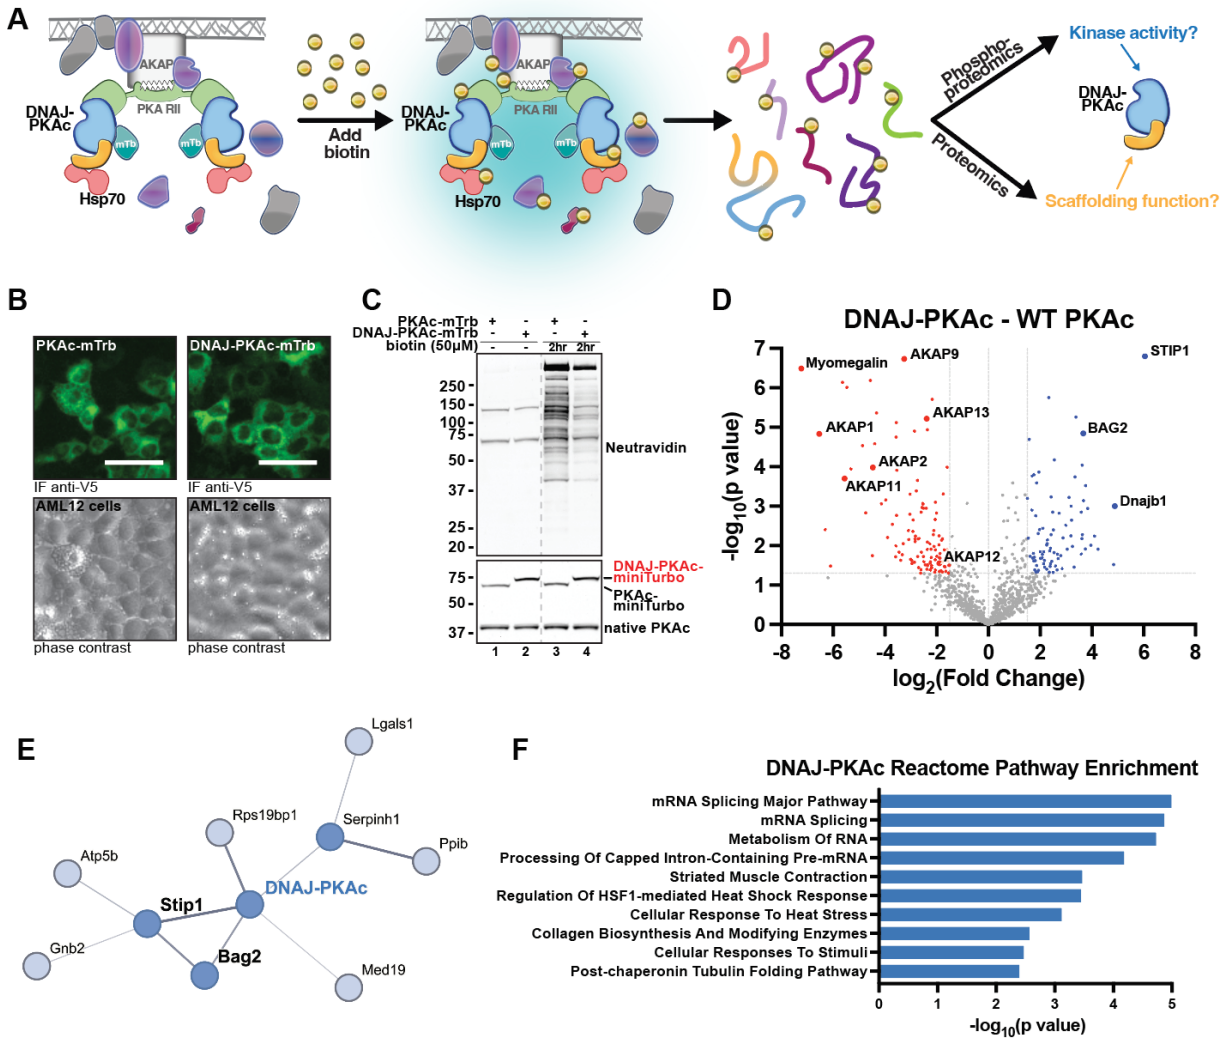 A
AKAP
PKA RII
DNAJ-
PKAc
mTb
mTb
Hsp70
Add
biotin
AKAP
PKA RII
DNAJ-
PKAc
mTb
mTb
Hsp70
Phospho-
proteomics
Proteomics
Kinase activity?
DNAJ-
PKAc
Scaffolding function?
B
PKAc-mTrb
DNAJ-PKAc-mTrb
IF anti-V5
IF anti-V5
AML12 cells
AML12 cells
phase contrast
phase contrast
C
PKAc-mTrb + - + -
DNAJ-PKAc-mTrb - + - +
biotin (50µM) - - 2hr 2hr
250
150
100
75
50
37
25
20
Neutravidin
75
50
37
DNAJ-PKAc-
miniTurbo
PKAc-
miniTurbo
native PKAc
1 2 3 4
D
DNAJ-PKAc - WT PKAc
-log10(p value)
7
6
5
4
3
2
1
0
Myomegalin
AKAP9
STIP1
AKAP13
AKAP1
BAG2
AKAP2
AKAP11
Dnajb1
AKAP12
-8 -6 -4 -2 0 2 4 6 8
log2(Fold Change)
E
Lgals1
Rps19bp1
Serpinh1
Ppib
Atp5b
DNAJ-PKAc
Stip1
Gnb2
Bag2
Med19
F
DNAJ-PKAc Reactome Pathway Enrichment
mRNA Splicing Major Pathway
mRNA Splicing
Metabolism Of RNA
Processing Of Capped Intron-Containing Pre-mRNA
Striated Muscle Contraction
Regulation Of HSF1-mediated Heat Shock Response
Cellular Response To Heat Stress
Collagen Biosynthesis And Modifying Enzymes
Cellular Responses To Stimuli
Post-chaperonin Tubulin Folding Pathway
0 1 2 3 4 5
-log10(p value)